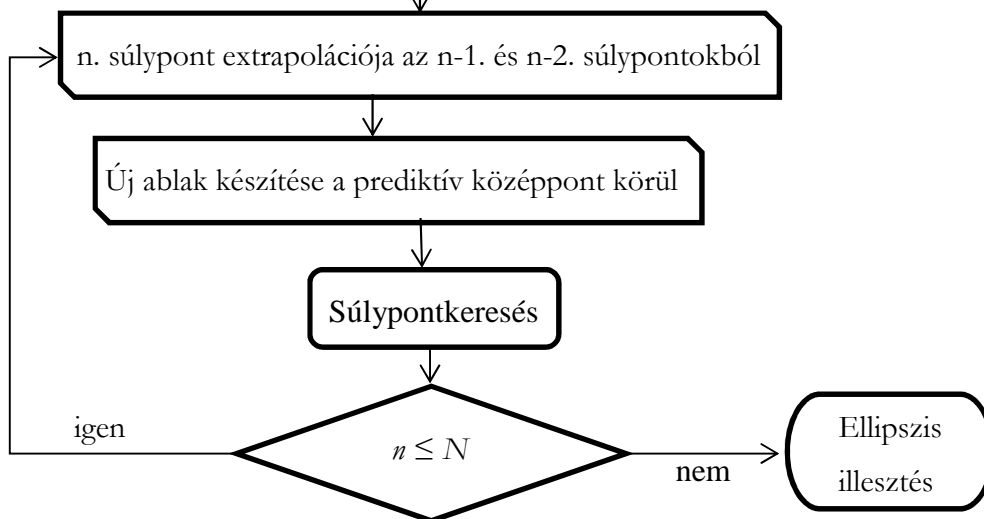 n. súlypont extrapolációja az n-1. és n-2. súlypontokból
Új ablak készítése a prediktív középpont körül
Súlypontkeresés
igen
n ≤ N
nem
Ellipszis
illesztés